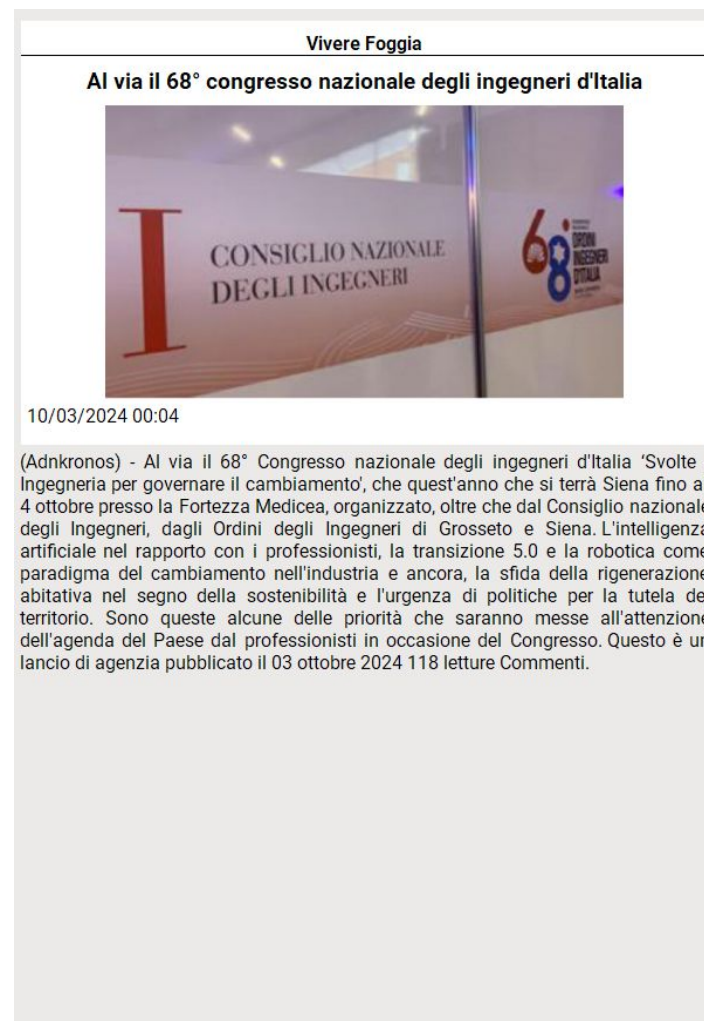 Vivere Foggia
Al via il 68° congresso nazionale degli ingegneri d'Italia
I
CONSIGLIO NAZIONALE
DEGLI INGEGNERI
68°
ORDINI
INGEGNERI
D'ITALIA
10/03/2024 00:04
(Adnkronos) - Al via il 68° Congresso nazionale degli ingegneri d'Italia ‘Svolte
Ingegneria per governare il cambiamento', che quest'anno che si terrà Siena fino a
4 ottobre presso la Fortezza Medicea, organizzato, oltre che dal Consiglio nazionale
degli Ingegneri, dagli Ordini degli Ingegneri di Grosseto e Siena. L'intelligenza
artificiale nel rapporto con i professionisti, la transizione 5.0 e la robotica come
paradigma del cambiamento nell'industria e ancora, la sfida della rigenerazione
abitativa nel segno della sostenibilità e l'urgenza di politiche per la tutela de
territorio. Sono queste alcune delle priorità che saranno messe all'attenzione
dell'agenda del Paese dal professionisti in occasione del Congresso. Questo è un
lancio di agenzia pubblicato il 03 ottobre 2024 118 letture Commenti.